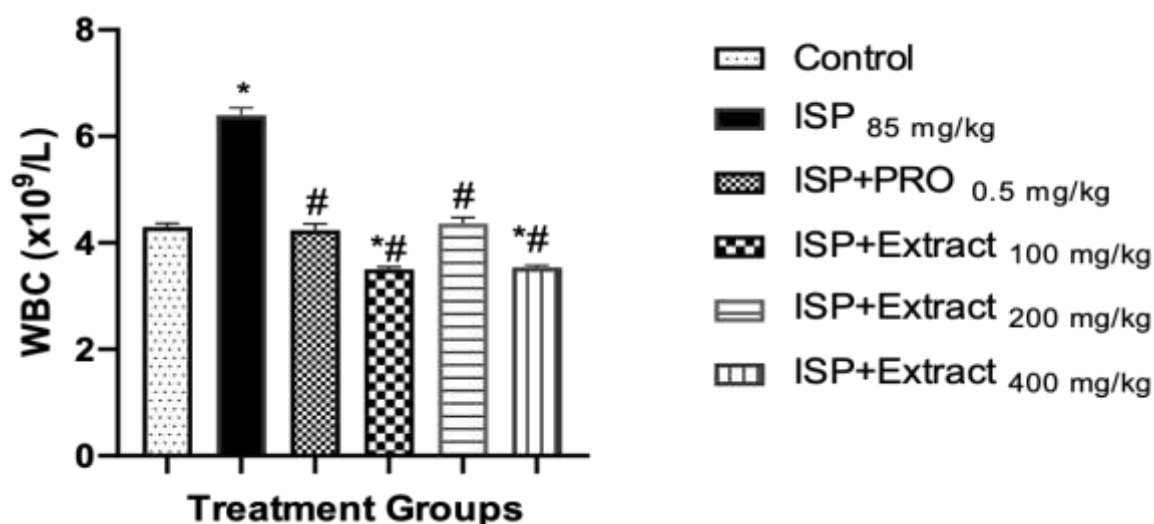 8
6
4
2
0
WBC (x10⁹/L)
*
#
*#
#
*#
Treatment Groups
Control
ISP 85 mg/kg
ISP+PRO 0.5 mg/kg
ISP+Extract 100 mg/kg
ISP+Extract 200 mg/kg
ISP+Extract 400 mg/kg